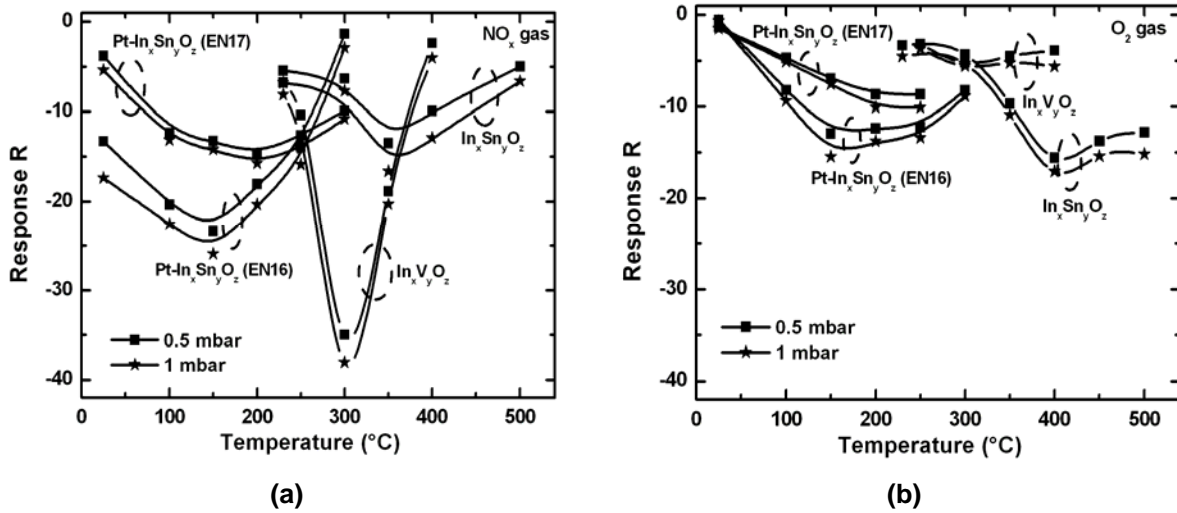 0
-10
-20
-30
-40
Response R
Pt-InxSnyOz (EN17)
NOx gas
InxSnyOz
Pt-InxSnyOz (EN16)
InxVyOz
0.5 mbar
1 mbar
0 100 200 300 400 500
Temperature (°C)
(a)
0
-10
-20
-30
-40
Response R
O2 gas
Pt-InxSnyOz (EN17)
InxVyOz
Pt-InxSnyOz (EN16)
InxSnyOz
0.5 mbar
1 mbar
0 100 200 300 400 500
Temperature (°C)
(b)